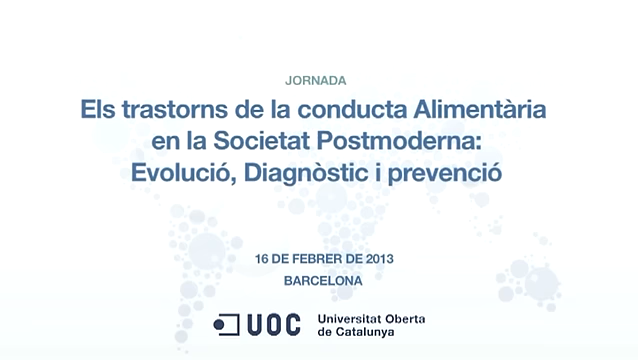 JORNADA
Els trastorns de la conducta Alimentària
en la Societat Postmoderna:
Evolució, Diagnòstic i prevenció
16 DE FEBRER DE 2013
BARCELONA
UOC
Universitat Oberta
de Catalunya